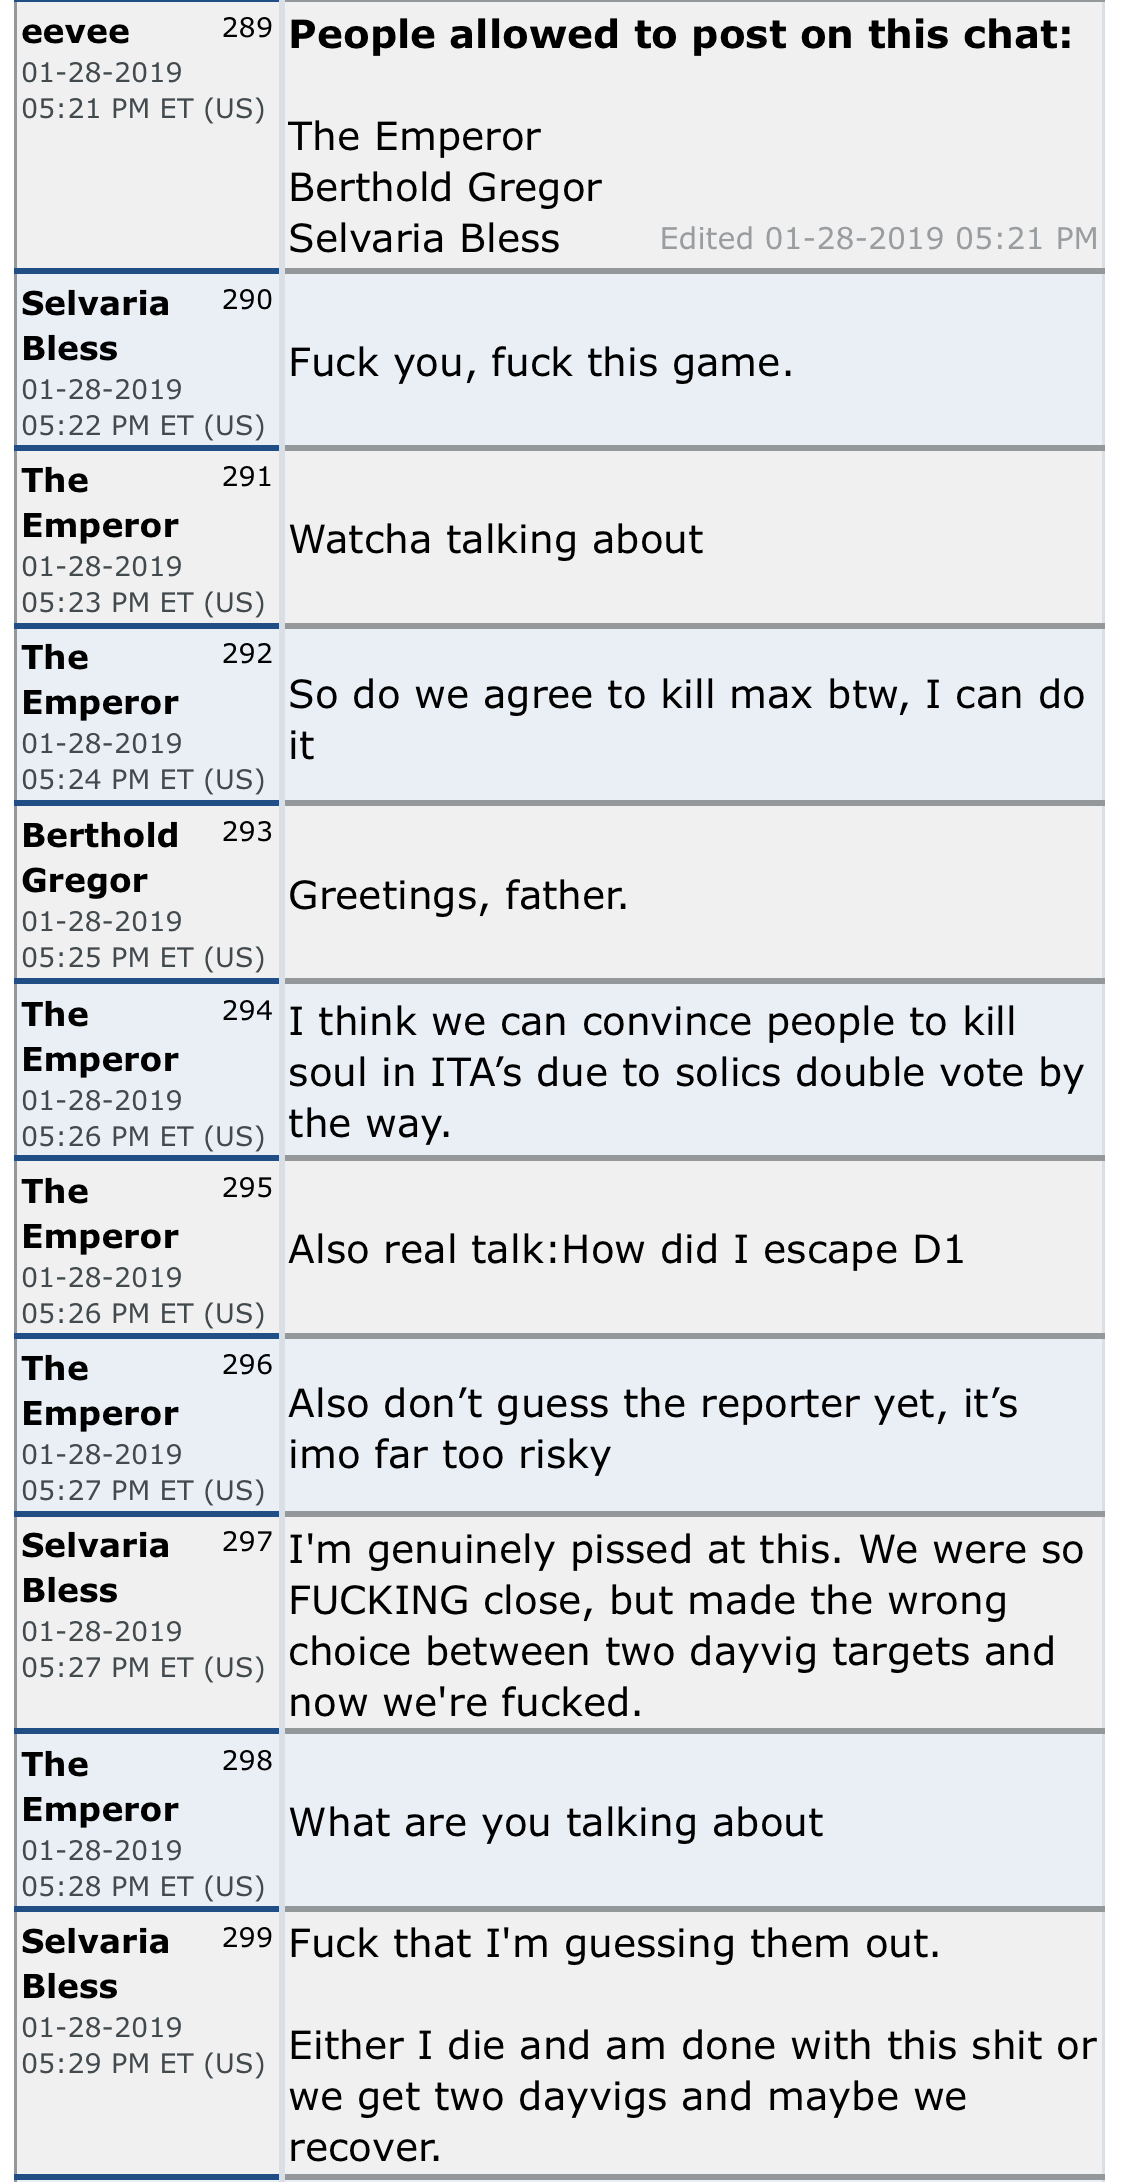 eevee 289
01-28-2019
05:21 PM ET (US)
People allowed to post on this chat:
The Emperor
Berthold Gregor
Selvaria Bless
Edited 01-28-2019 05:21 PM
Selvaria 290
Bless
01-28-2019
05:22 PM ET (US)
Fuck you, fuck this game.
The 291
Emperor
01-28-2019
05:23 PM ET (US)
Watcha talking about
The 292
Emperor
01-28-2019
05:24 PM ET (US)
So do we agree to kill max btw, I can do
it
Berthold 293
Gregor
01-28-2019
05:25 PM ET (US)
Greetings, father.
The 294
Emperor
01-28-2019
05:26 PM ET (US)
I think we can convince people to kill
soul in ITA’s due to solics double vote by
the way.
The 295
Emperor
01-28-2019
05:26 PM ET (US)
Also real talk:How did I escape D1
The 296
Emperor
01-28-2019
05:27 PM ET (US)
Also don’t guess the reporter yet, it’s
imo far too risky
Selvaria 297
Bless
01-28-2019
05:27 PM ET (US)
I'm genuinely pissed at this. We were so
FUCKING close, but made the wrong
choice between two dayvig targets and
now we're fucked.
The 298
Emperor
01-28-2019
05:28 PM ET (US)
What are you talking about
Selvaria 299
Bless
01-28-2019
05:29 PM ET (US)
Fuck that I'm guessing them out.
Either I die and am done with this shit or
we get two dayvigs and maybe we
recover.